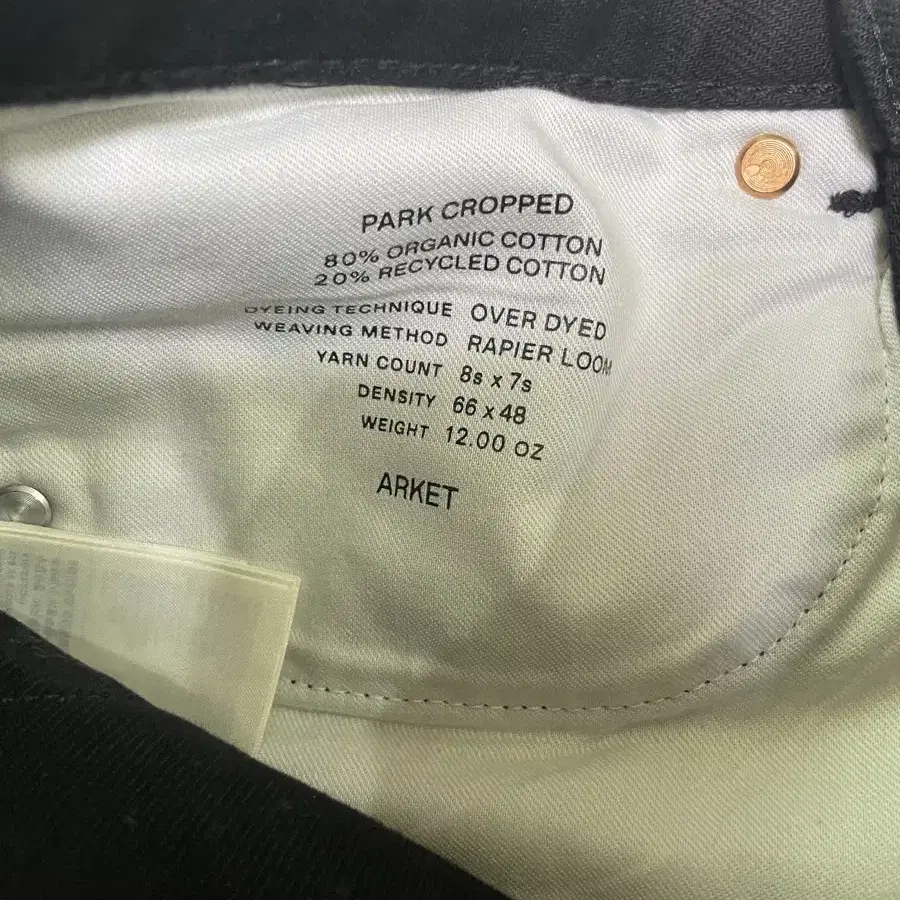 PARK CROPPED
80% ORGANIC COTTON
20% RECYCLED COTTON
DYEING TECHNIQUE OVER DYED
WEAVING METHOD RAPIER LOOM
YARN COUNT 8s x 7s
DENSITY 66 x 48
WEIGHT 12.00 OZ
ARKET